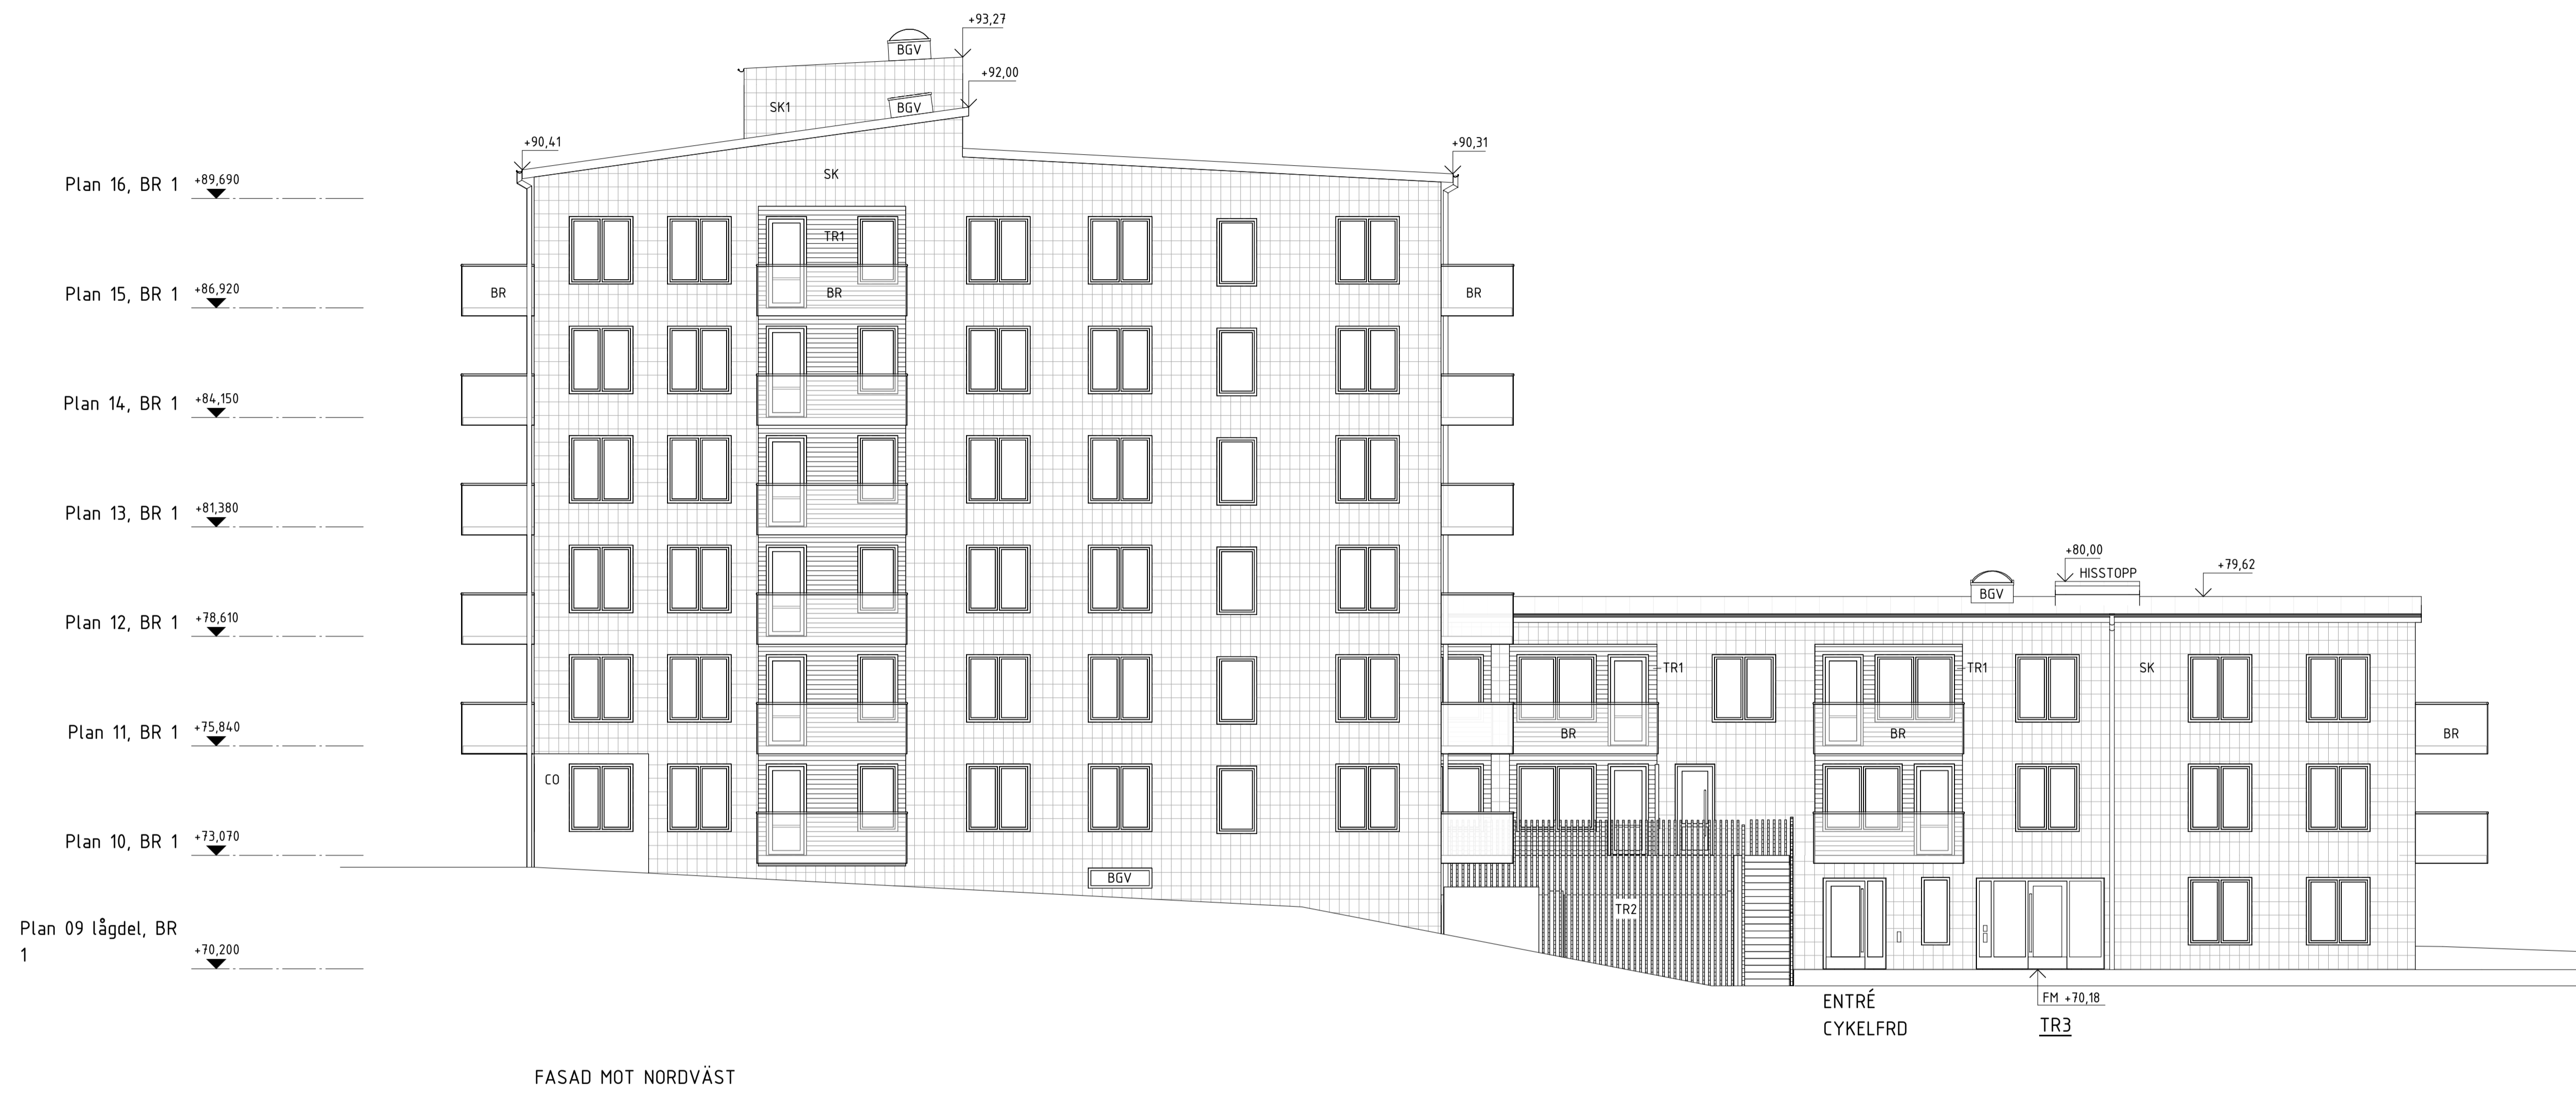 +93,27
BGV
+92,00
SK1
BGV
+90,41
+90,31
SK
Plan 16, BR 1
+89,690
TR1
Plan 15, BR 1
+86,920
BR
BR
BR
Plan 14, BR 1
+84,150
Plan 13, BR 1
+81,380
+80,00
HISSTOPP
+79,62
BGV
Plan 12, BR 1
+78,610
TR1
TR1
SK
Plan 11, BR 1
+75,840
BR
BR
BR
CO
Plan 10, BR 1
+73,070
BGV
TR2
Plan 09 lågdel, BR
1
+70,200
ENTRÉ
CYKELFRD
FM +70,18
TR3
FASAD MOT NORDVÄST